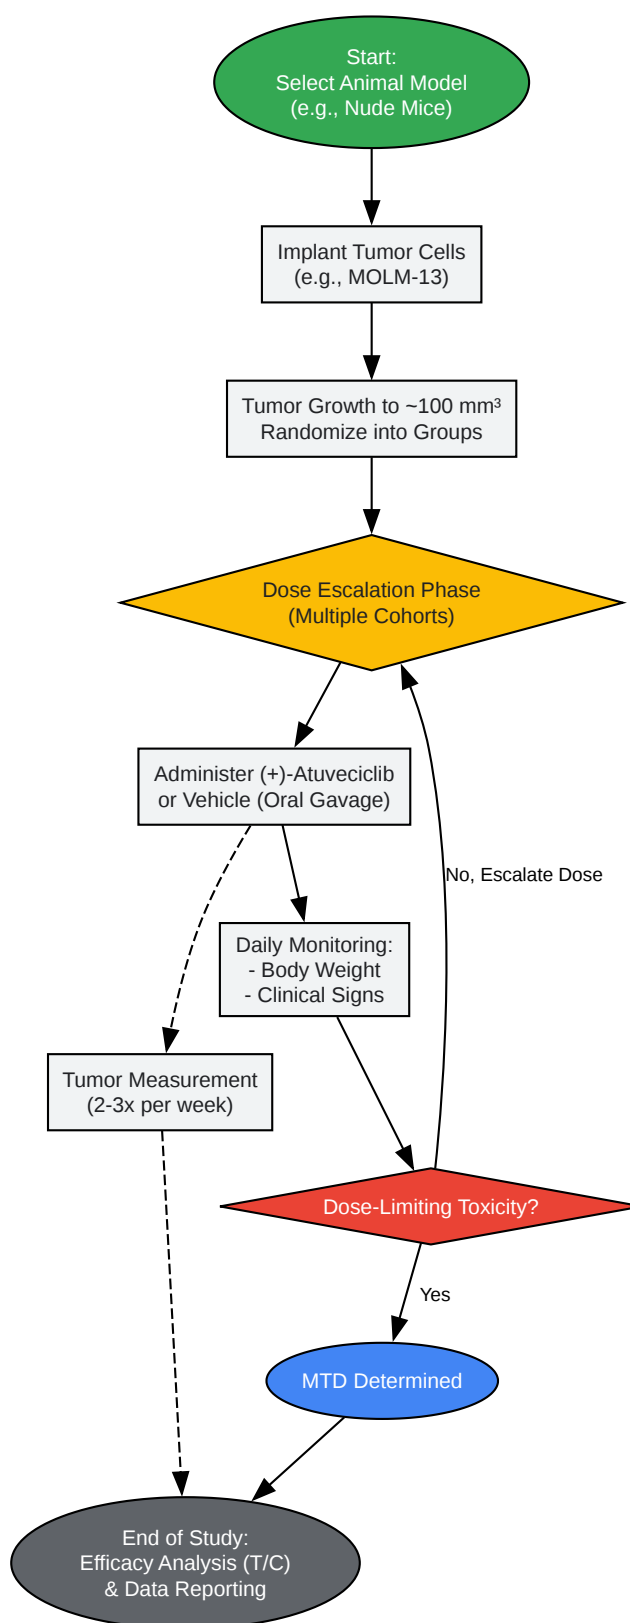 Start:
Select Animal Model
(e.g., Nude Mice)
Implant Tumor Cells
(e.g., MOLM-13)
Tumor Growth to ~100 mm³
Randomize into Groups
Dose Escalation Phase
(Multiple Cohorts)
Administer (+)-Atuveciclib
or Vehicle (Oral Gavage)
No, Escalate Dose
Daily Monitoring:
- Body Weight
- Clinical Signs
Tumor Measurement
(2-3x per week)
Dose-Limiting Toxicity?
Yes
MTD Determined
End of Study:
Efficacy Analysis (T/C)
& Data Reporting